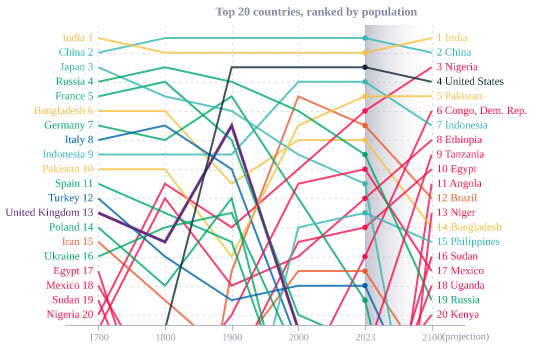 Top 20 countries, ranked by population
India 1
China 2
Japan 3
Russia 4
France 5
Bangladesh 6
Germany 7
Italy 8
Indonesia 9
Pakistan 10
Spain 11
Turkey 12
United Kingdom 13
Poland 14
Iran 15
Ukraine 16
Egypt 17
Mexico 18
Sudan 19
Nigeria 20
1 India
2 China
3 Nigeria
4 United States
5 Pakistan
6 Congo, Dem. Rep.
7 Indonesia
8 Ethiopia
9 Tanzania
10 Egypt
11 Angola
12 Brazil
13 Niger
14 Bangladesh
15 Philippines
16 Sudan
17 Mexico
18 Uganda
19 Russia
20 Kenya
1700 1800 1900 2000 2023 2100(projection)